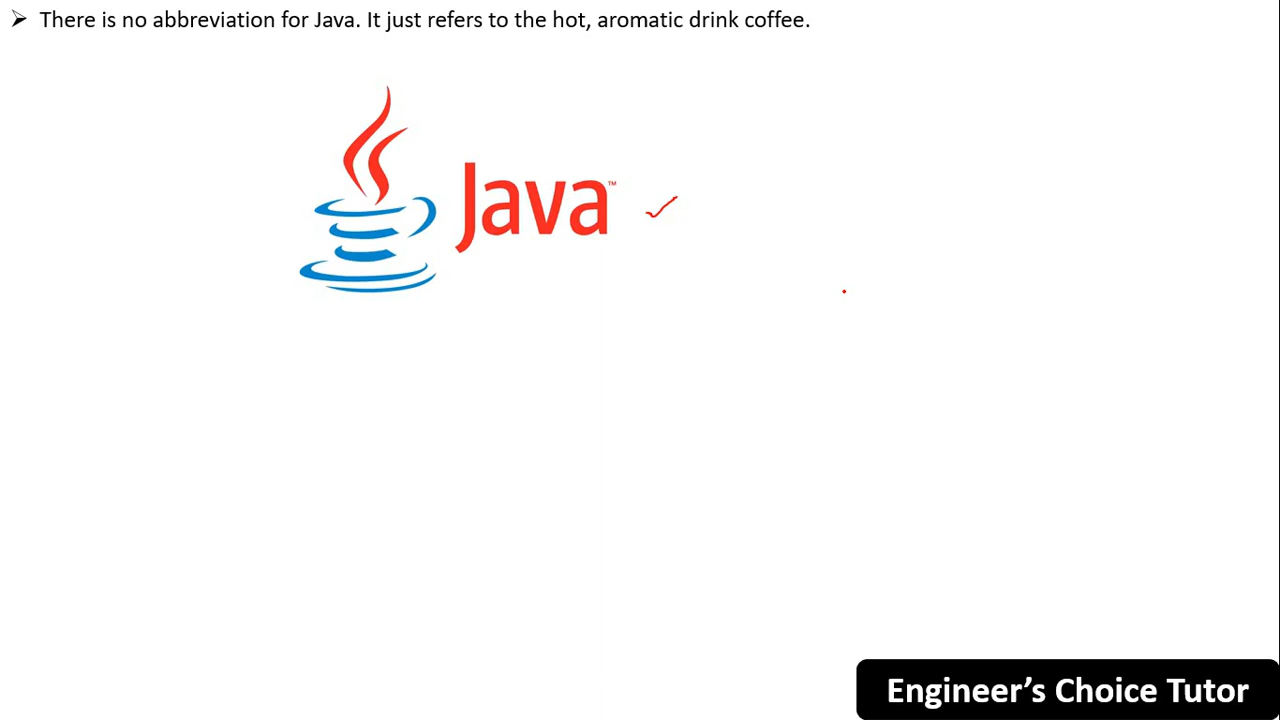 There is no abbreviation for Java. It just refers to the hot, aromatic drink coffee.
Java™
Engineer’s Choice Tutor